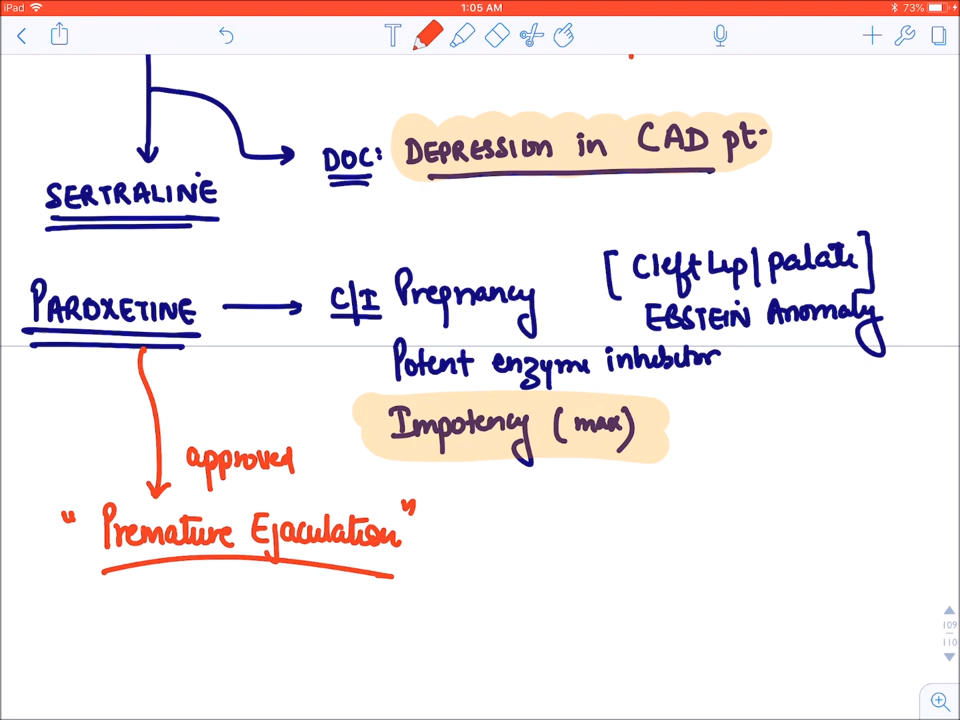 iPad 1:05 AM 73%
T
DOC: DEPRESSION in CAD pt.
SERTRALINE
PAROXETINE C/I Pregnancy [Cleft Lip/palate]
EBSTEIN Anomaly
Potent enzyme inhibitor
Impotency (max)
approved
" Premature Ejaculation "
109
110